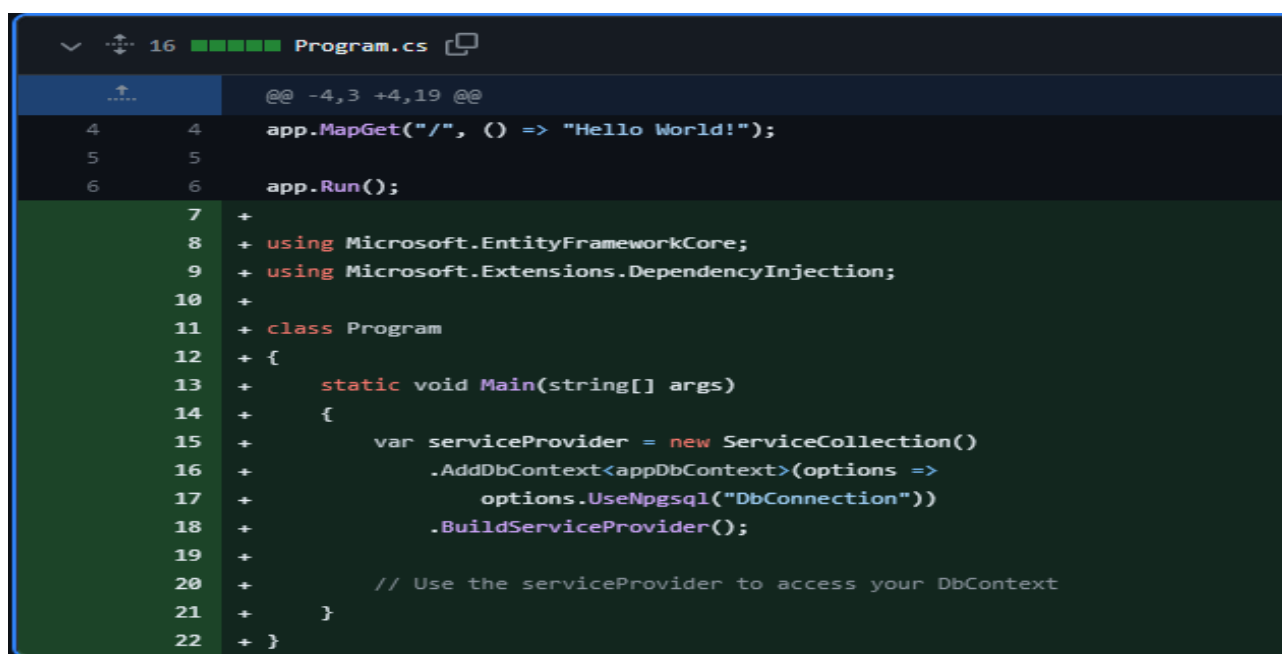 16 Program.cs
@@ -4,3 +4,19 @@
4 4 app.MapGet("/", () => "Hello World!");
5 5
6 6 app.Run();
7 +
8 + using Microsoft.EntityFrameworkCore;
9 + using Microsoft.Extensions.DependencyInjection;
10 +
11 + class Program
12 + {
13 +     static void Main(string[] args)
14 +     {
15 +         var serviceProvider = new ServiceCollection()
16 +             .AddDbContext<appDbContext>(options =>
17 +                 options.UseNpgsql("DbConnection"))
18 +             .BuildServiceProvider();
19 +
20 +         // Use the serviceProvider to access your DbContext
21 +     }
22 + }